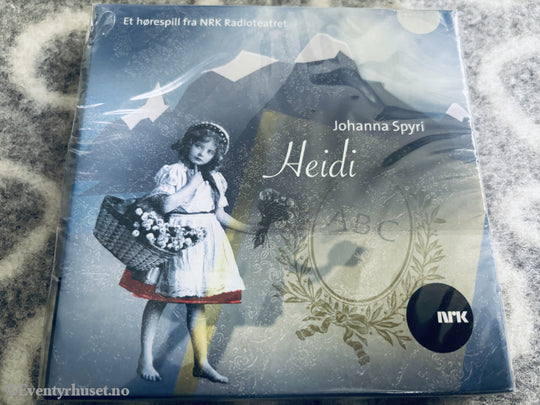 Et hørespill fra NRK Radioteatret
Johanna Spyri
Heidi
ABC
NRK
©Eventyrhuset.no